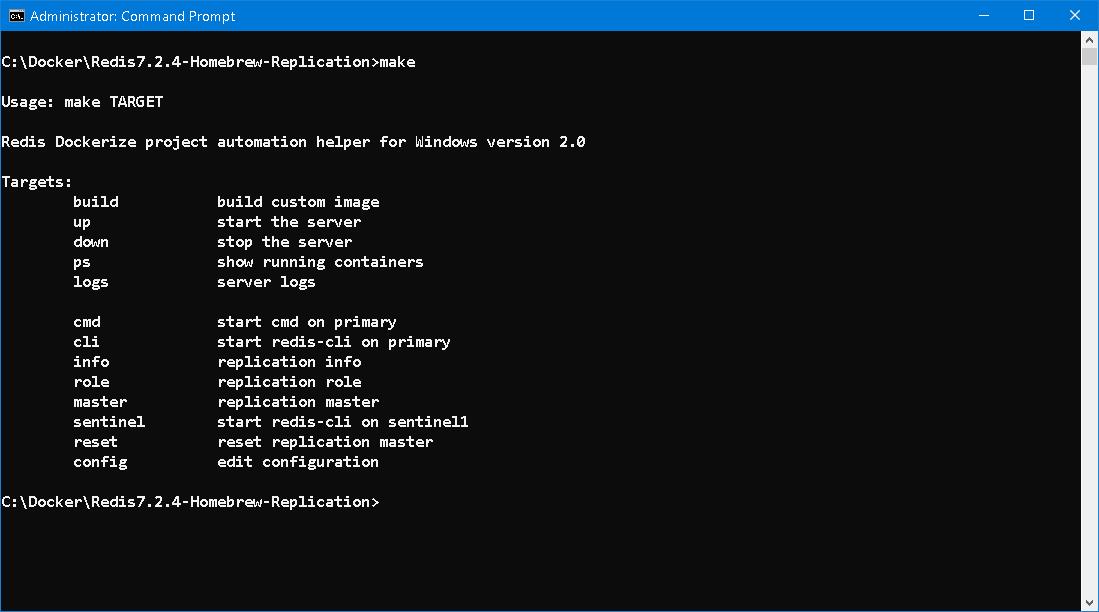 Administrator: Command Prompt
C:\Docker\Redis7.2.4-Homebrew-Replication>make
Usage: make TARGET
Redis Dockerize project automation helper for Windows version 2.0
Targets:
build build custom image
up start the server
down stop the server
ps show running containers
logs server logs
cmd start cmd on primary
cli start redis-cli on primary
info replication info
role replication role
master replication master
sentinel start redis-cli on sentinel1
reset reset replication master
config edit configuration
C:\Docker\Redis7.2.4-Homebrew-Replication>